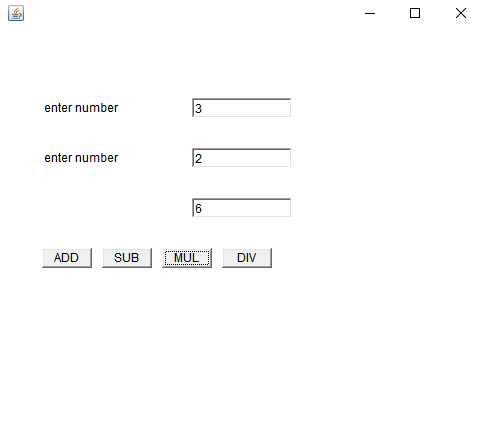 enter number 3
enter number 2
6
ADD SUB MUL DIV